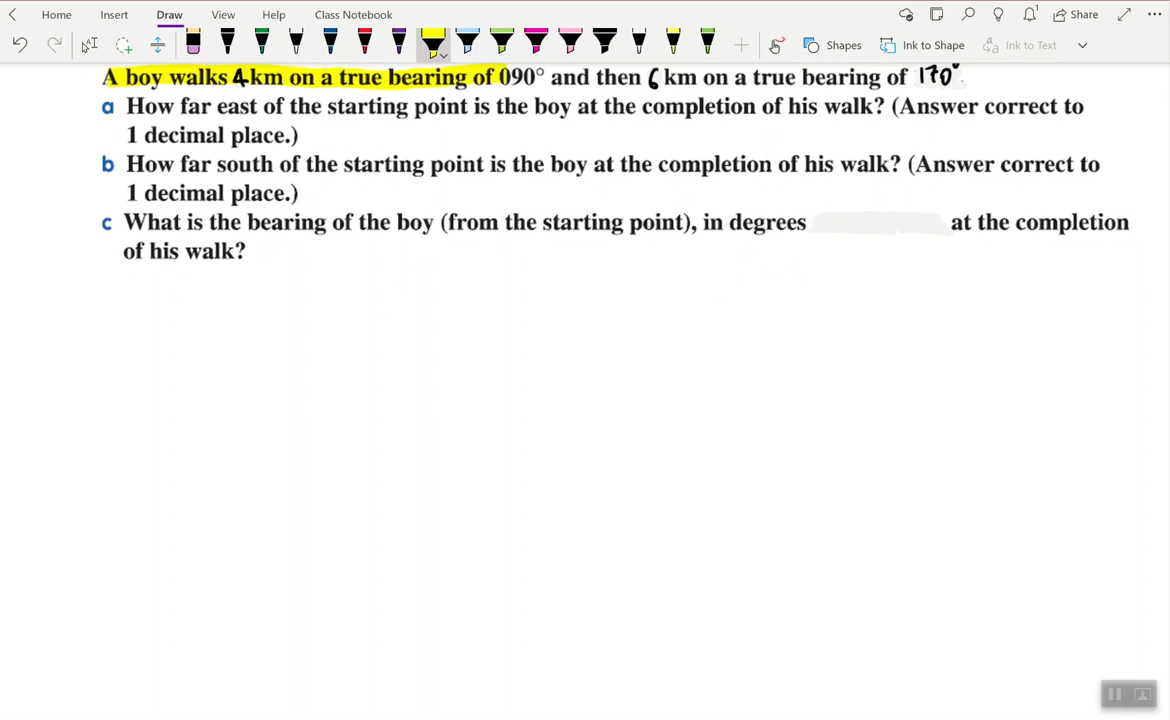 Home Insert Draw View Help Class Notebook Share
Shapes Ink to Shape Ink to Text
A boy walks 4 km on a true bearing of 090° and then 6 km on a true bearing of 170°
a How far east of the starting point is the boy at the completion of his walk? (Answer correct to
1 decimal place.)
b How far south of the starting point is the boy at the completion of his walk? (Answer correct to
1 decimal place.)
c What is the bearing of the boy (from the starting point), in degrees at the completion
of his walk?